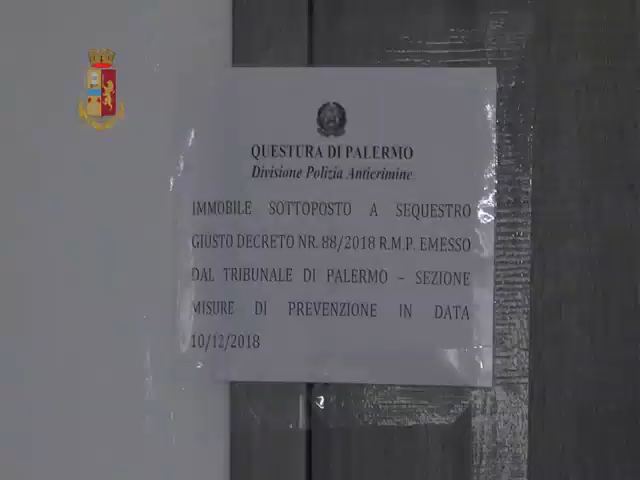 QUESTURA DI PALERMO
Divisione Polizia Anticrimine
IMMOBILE SOTTOPOSTO A SEQUESTRO
GIUSTO DECRETO NR. 88/2018 R.M.P. EMESSO
DAL TRIBUNALE DI PALERMO – SEZIONE
MISURE DI PREVENZIONE IN DATA
10/12/2018